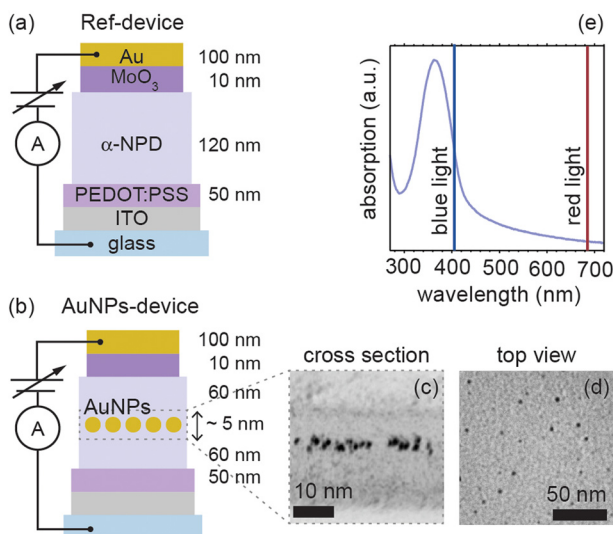 (a)
Ref-device
Au
100 nm
MoO₃
10 nm
A
α-NPD
120 nm
PEDOT:PSS
50 nm
ITO
glass
(e)
absorption (a.u.)
blue light
red light
300 400 500 600 700
wavelength (nm)
(b)
AuNPs-device
100 nm
10 nm
60 nm
AuNPs
~ 5 nm
A
60 nm
50 nm
cross section
(c)
10 nm
top view
(d)
50 nm